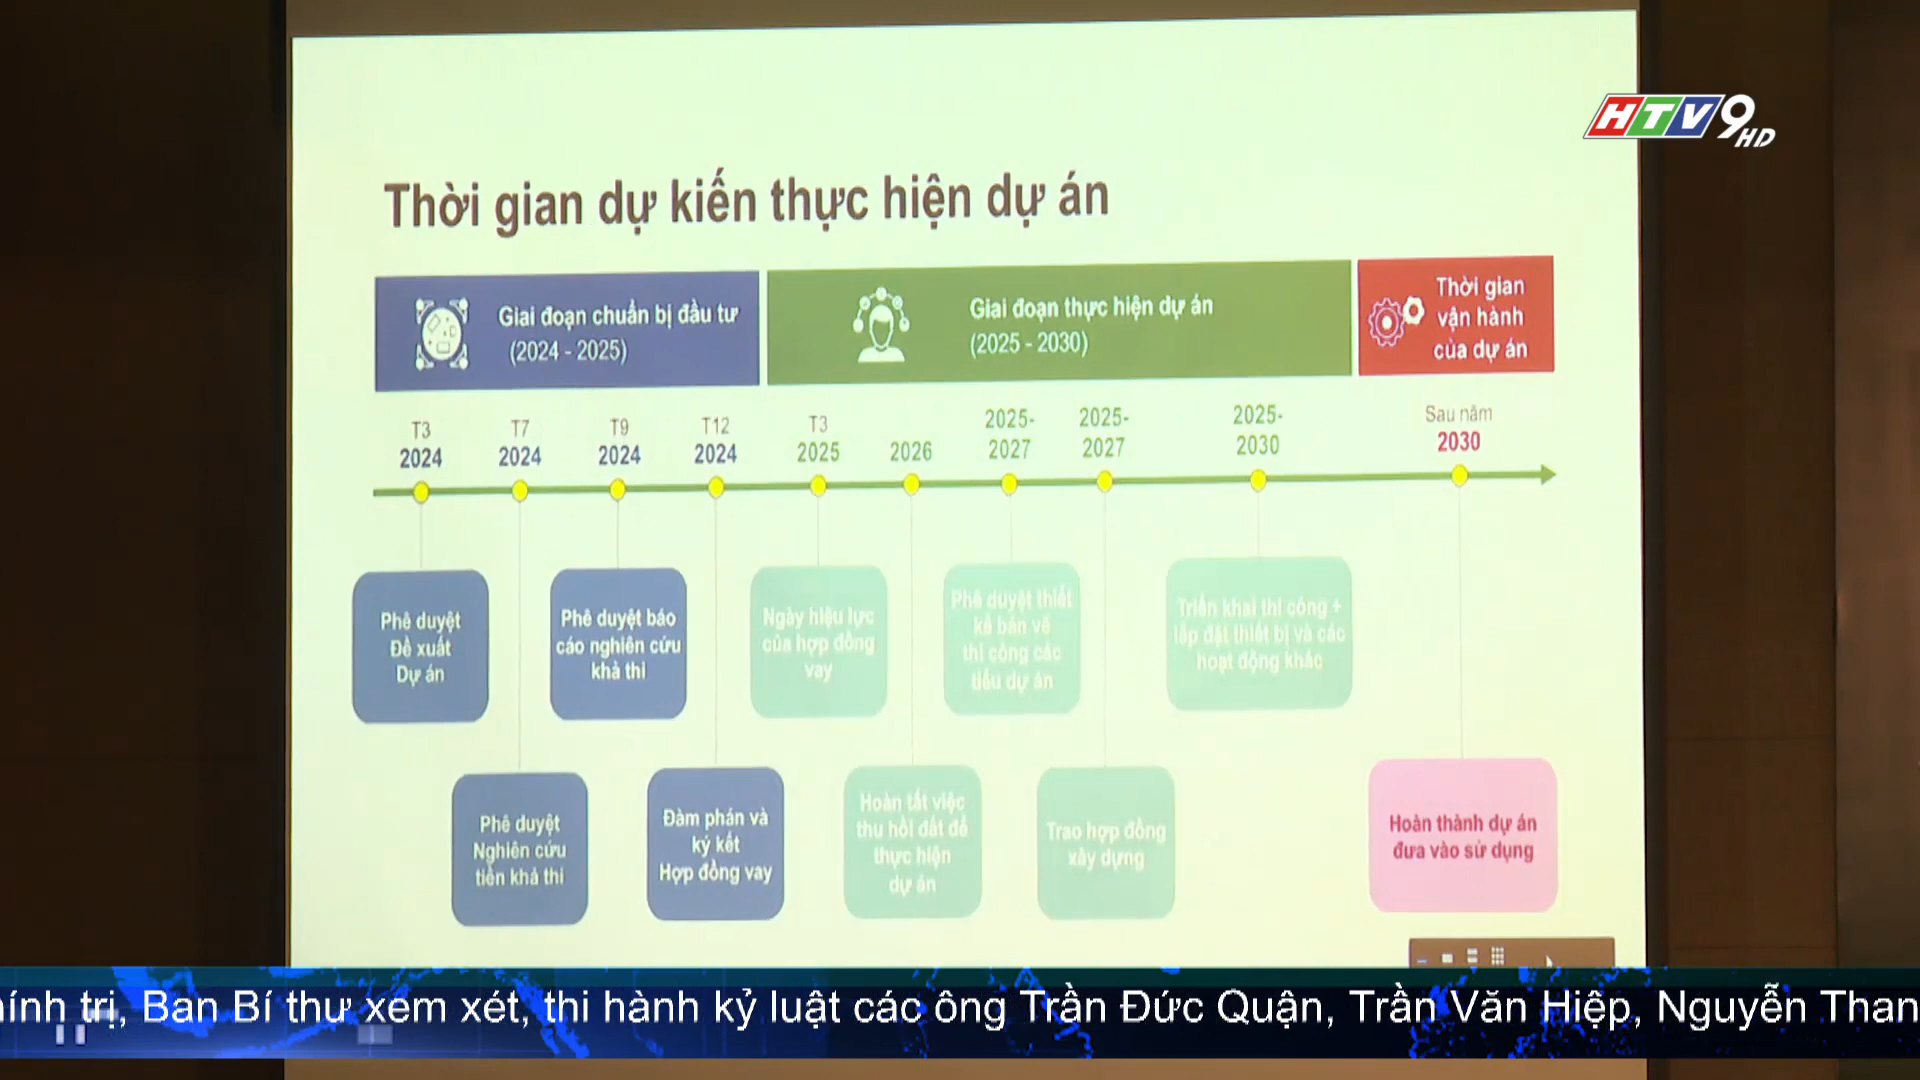 HTV9 HD
Thời gian dự kiến thực hiện dự án
Giai đoạn chuẩn bị đầu tư
(2024 - 2025)
Giai đoạn thực hiện dự án
(2025 - 2030)
Thời gian
vận hành
của dự án
T3
2024
T7
2024
T9
2024
T12
2024
T3
2025
2026
2025-
2027
2025-
2027
2025-
2030
Sau năm
2030
Phê duyệt
Đề xuất
Dự án
Phê duyệt báo
cáo nghiên cứu
khả thi
Ngày hiệu lực
của hợp đồng
vay
Phê duyệt thiết
kế bản vẽ
thi công các
tiểu dự án
Triển khai thi công +
lắp đặt thiết bị và các
hoạt động khác
Phê duyệt
Nghiên cứu
tiền khả thi
Đàm phán và
ký kết
Hợp đồng vay
Hoàn tất việc
thu hồi đất để
thực hiện
dự án
Trao hợp đồng
xây dựng
Hoàn thành dự án
đưa vào sử dụng
hính trị, Ban Bí thư xem xét, thi hành kỷ luật các ông Trần Đức Quận, Trần Văn Hiệp, Nguyễn Than